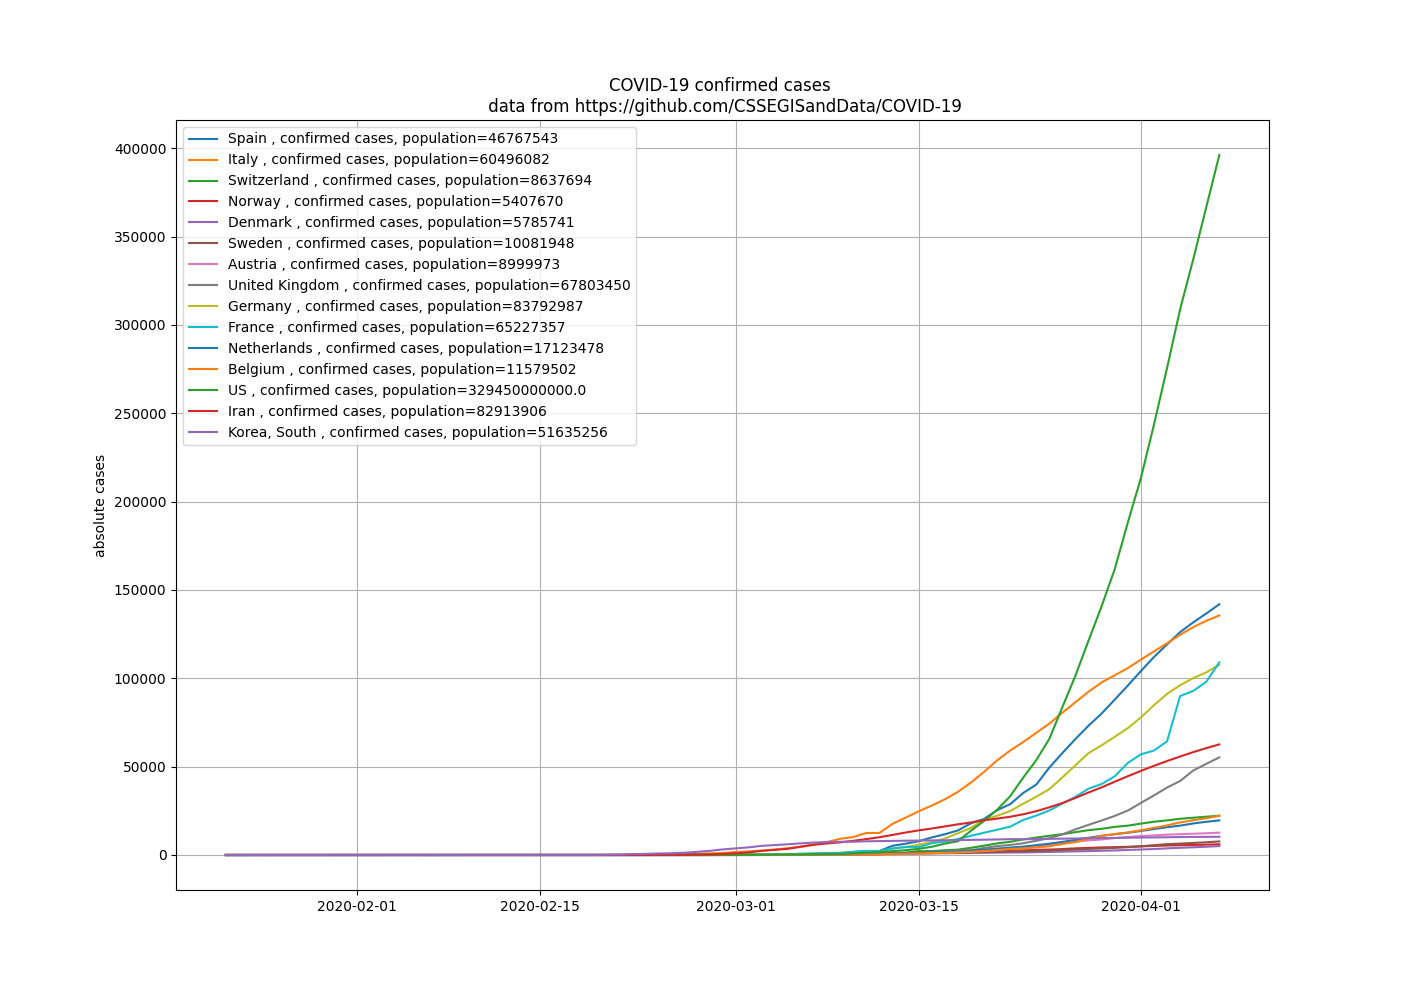 COVID-19 confirmed cases
data from https://github.com/CSSEGISandData/COVID-19
Spain , confirmed cases, population=46767543
Italy , confirmed cases, population=60496082
Switzerland , confirmed cases, population=8637694
Norway , confirmed cases, population=5407670
Denmark , confirmed cases, population=5785741
Sweden , confirmed cases, population=10081948
Austria , confirmed cases, population=8999973
United Kingdom , confirmed cases, population=67803450
Germany , confirmed cases, population=83792987
France , confirmed cases, population=65227357
Netherlands , confirmed cases, population=17123478
Belgium , confirmed cases, population=11579502
US , confirmed cases, population=329450000000.0
Iran , confirmed cases, population=82913906
Korea, South , confirmed cases, population=51635256
absolute cases
400000
350000
300000
250000
200000
150000
100000
50000
0
2020-02-01
2020-02-15
2020-03-01
2020-03-15
2020-04-01